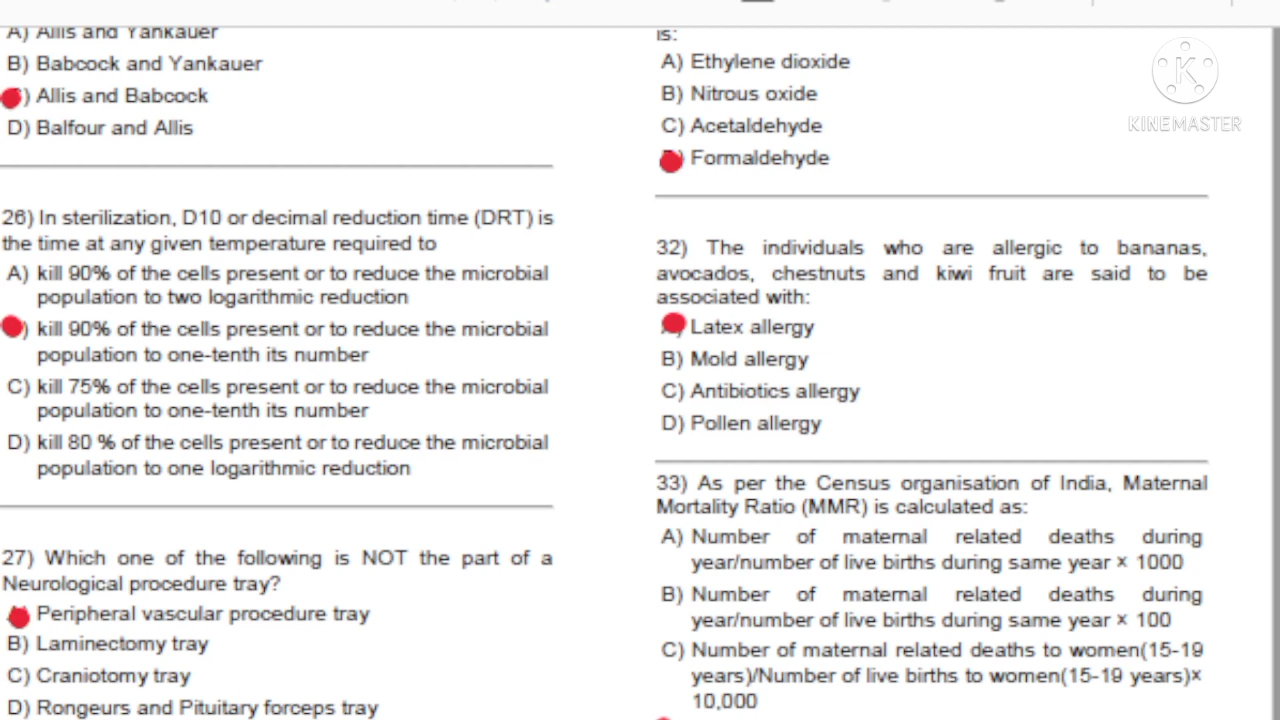 A) Allis and Yankauer
B) Babcock and Yankauer
) Allis and Babcock
D) Balfour and Allis
26) In sterilization, D10 or decimal reduction time (DRT) is
the time at any given temperature required to
A) kill 90% of the cells present or to reduce the microbial
population to two logarithmic reduction
) kill 90% of the cells present or to reduce the microbial
population to one-tenth its number
C) kill 75% of the cells present or to reduce the microbial
population to one-tenth its number
D) kill 80 % of the cells present or to reduce the microbial
population to one logarithmic reduction
27) Which one of the following is NOT the part of a
Neurological procedure tray?
Peripheral vascular procedure tray
B) Laminectomy tray
C) Craniotomy tray
D) Rongeurs and Pituitary forceps tray
is:
A) Ethylene dioxide
B) Nitrous oxide
C) Acetaldehyde
) Formaldehyde
32) The individuals who are allergic to bananas,
avocados, chestnuts and kiwi fruit are said to be
associated with:
) Latex allergy
B) Mold allergy
C) Antibiotics allergy
D) Pollen allergy
33) As per the Census organisation of India, Maternal
Mortality Ratio (MMR) is calculated as:
A) Number of maternal related deaths during
year/number of live births during same year × 1000
B) Number of maternal related deaths during
year/number of live births during same year × 100
C) Number of maternal related deaths to women(15-19
years)/Number of live births to women(15-19 years)×
10,000
K
KINEMASTER